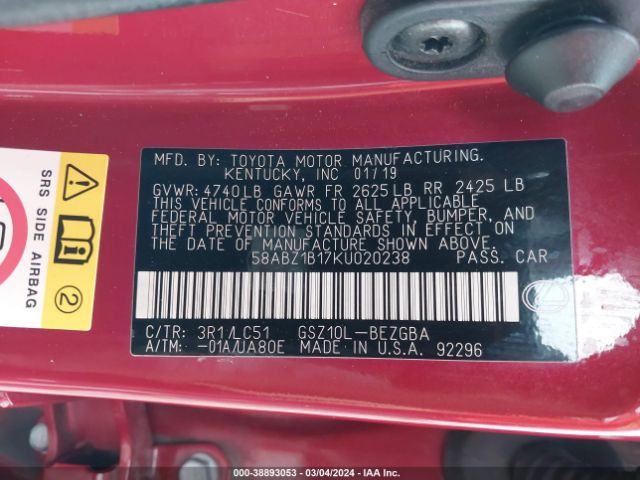 MFD. BY: TOYOTA MOTOR MANUFACTURING.
KENTUCKY, INC 01/19
GVWR: 4740LB GAWR FR 2625LB RR 2425 LB
THIS VEHICLE CONFORMS TO ALL APPLICABLE
FEDERAL MOTOR VEHICLE SAFETY, BUMPER, AND
THEFT PREVENTION STANDARDS IN EFFECT ON
THE DATE OF MANUFACTURE SHOWN ABOVE.
58ABZ1B17KU020238 PASS. CAR
C/TR: 3R1/LC51 GSZ10L-BEZGBA
A/TM: -01A/UA80E MADE IN U.S.A. 92296
SRS SIDE AIRBAG
2
000-38893053 - 03/04/2024 - IAA Inc.